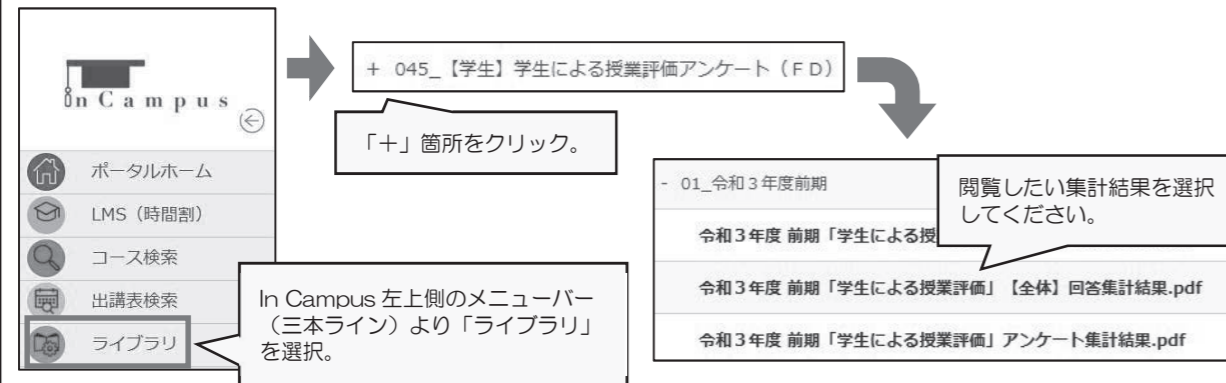 In Campus
ポータルホーム
LMS(時間割)
コース検索
出講表検索
ライブラリ
In Campus 左上側のメニューバー
(三本ライン)より「ライブラリ」
を選択。
+ 045_【学生】学生による授業評価アンケート(FD)
「+」箇所をクリック。
- 01_令和3年度前期
閲覧したい集計結果を選択
してください。
令和3年度 前期「学生による授
令和3年度 前期「学生による授業評価」【全体】回答集計結果.pdf
令和3年度 前期「学生による授業評価」アンケート集計結果.pdf